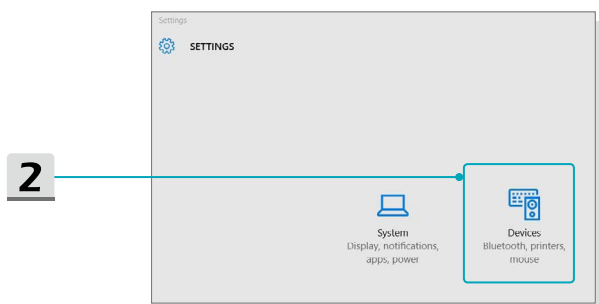 Settings
SETTINGS
2
System
Display, notifications,
apps, power
Devices
Bluetooth, printers,
mouse